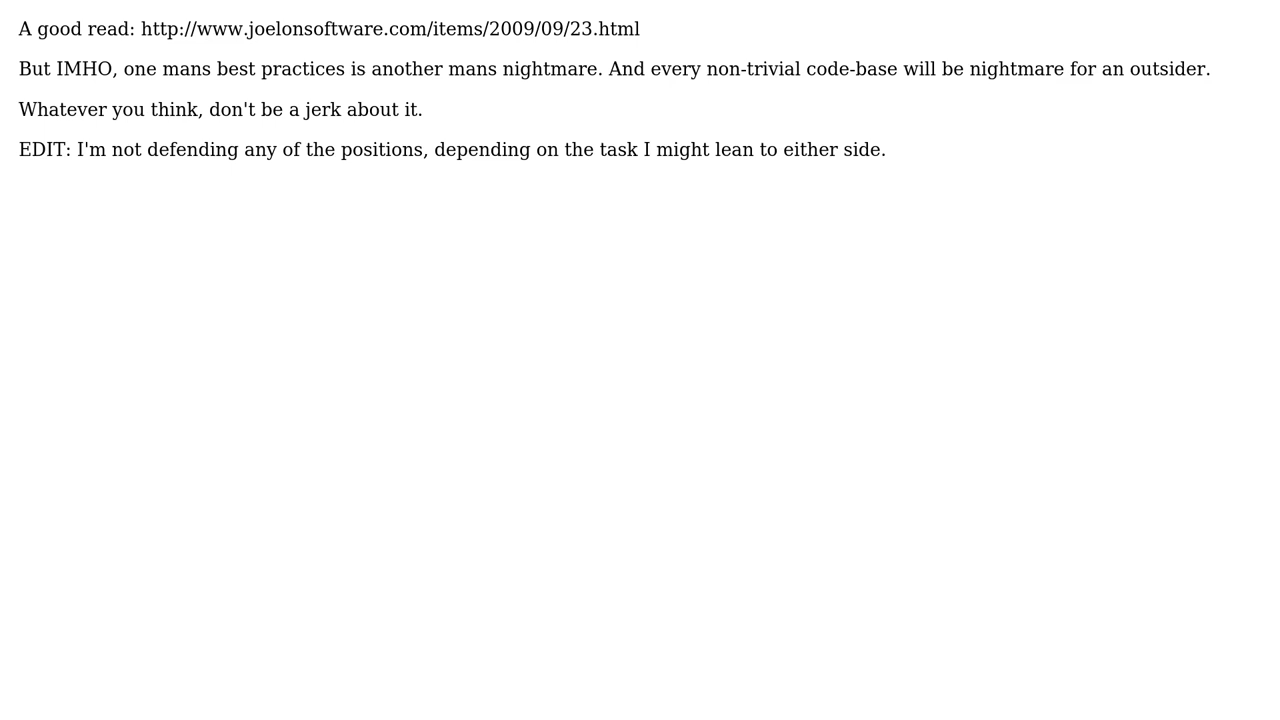 A good read: http://www.joelonsoftware.com/items/2009/09/23.html
But IMHO, one mans best practices is another mans nightmare. And every non-trivial code-base will be nightmare for an outsider.
Whatever you think, don't be a jerk about it.
EDIT: I'm not defending any of the positions, depending on the task I might lean to either side.